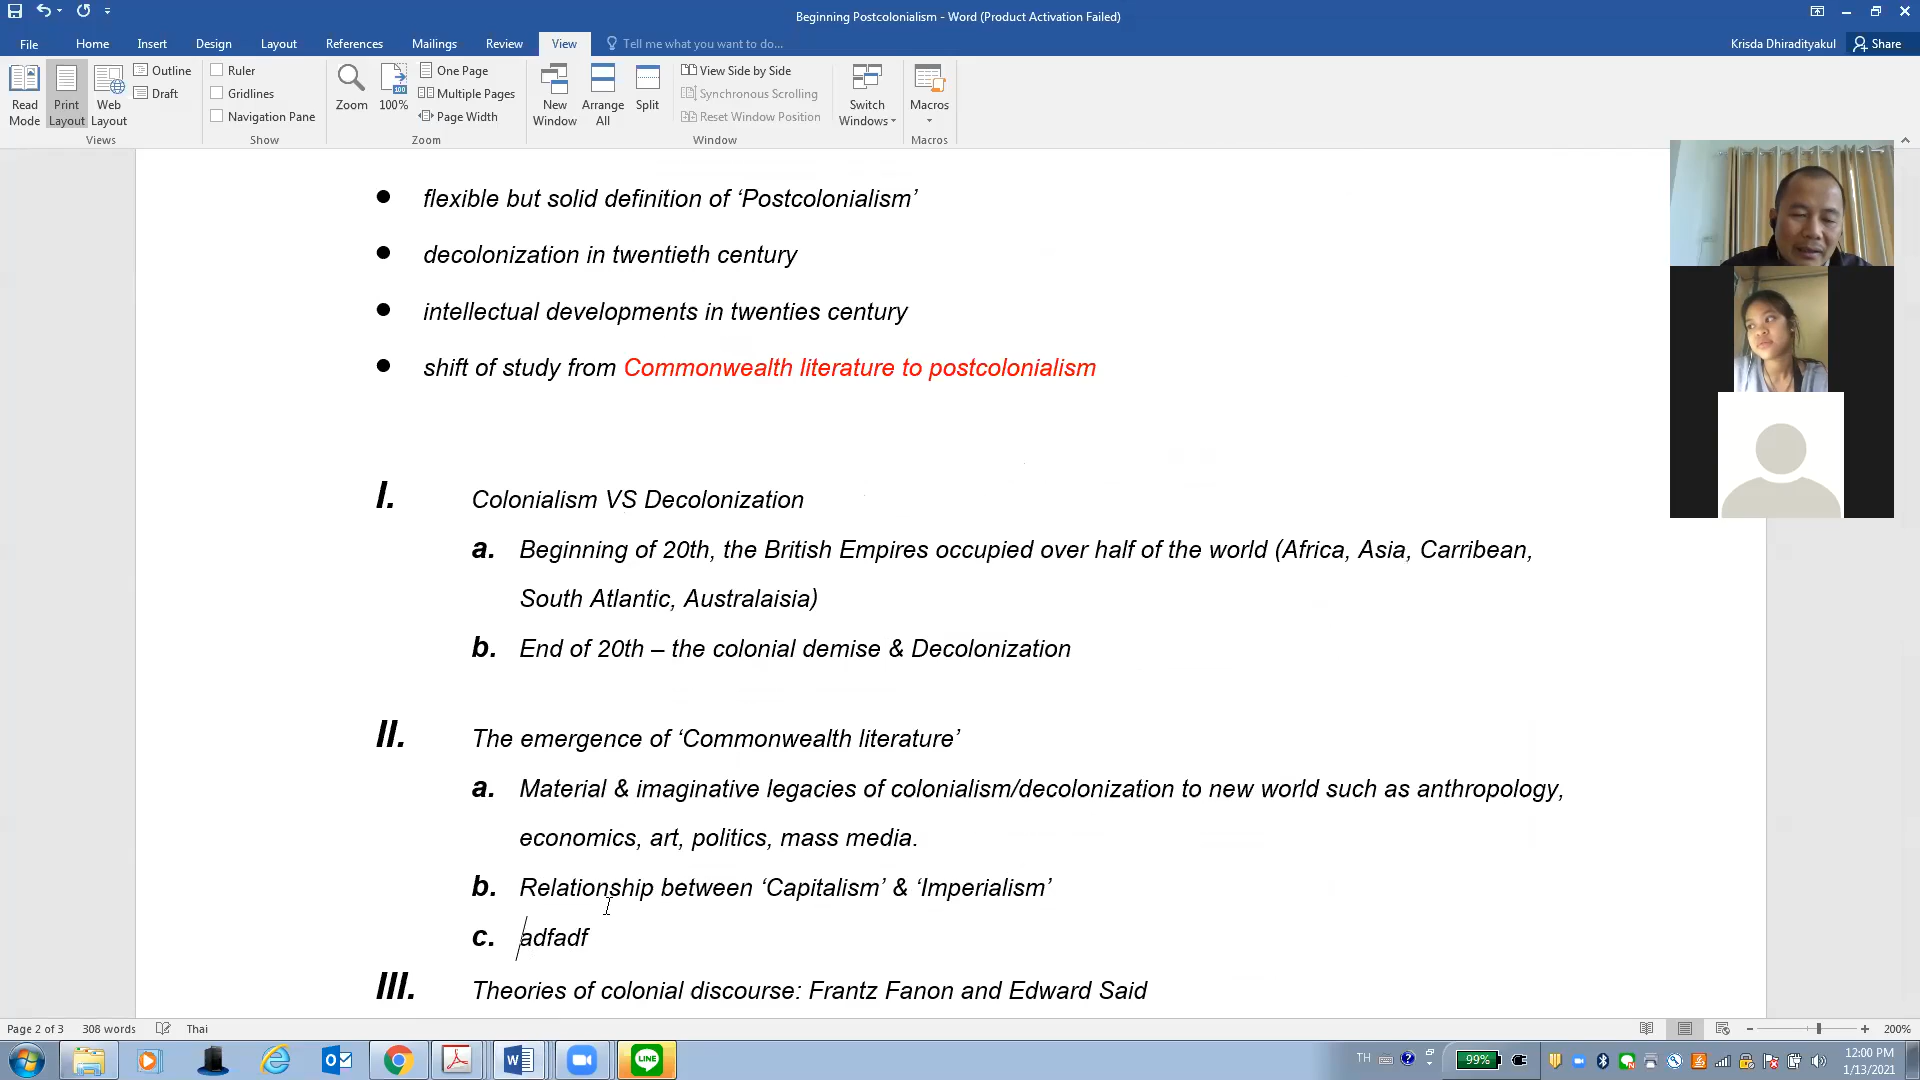 Beginning Postcolonialism - Word (Product Activation Failed)
File Home Insert Design Layout References Mailings Review View Tell me what you want to do... Krisda Dhiradityakul Share
Read Mode
Print Layout
Web Layout
Outline
Draft
Views
Ruler
Gridlines
Navigation Pane
Show
Zoom
100%
One Page
Multiple Pages
Page Width
Zoom
New Window
Arrange All
Split
View Side by Side
Synchronous Scrolling
Reset Window Position
Window
Switch Windows
Macros
Macros
• flexible but solid definition of ‘Postcolonialism’
• decolonization in twentieth century
• intellectual developments in twenties century
• shift of study from Commonwealth literature to postcolonialism
I. Colonialism VS Decolonization
a. Beginning of 20th, the British Empires occupied over half of the world (Africa, Asia, Carribean,
South Atlantic, Australaisia)
b. End of 20th – the colonial demise & Decolonization
II. The emergence of ‘Commonwealth literature’
a. Material & imaginative legacies of colonialism/decolonization to new world such as anthropology,
economics, art, politics, mass media.
b. Relationship between ‘Capitalism’ & ‘Imperialism’
c. adfadf
III. Theories of colonial discourse: Frantz Fanon and Edward Said
Page 2 of 3 308 words Thai 200%
LINE
TH 99% 12:00 PM
1/13/2021